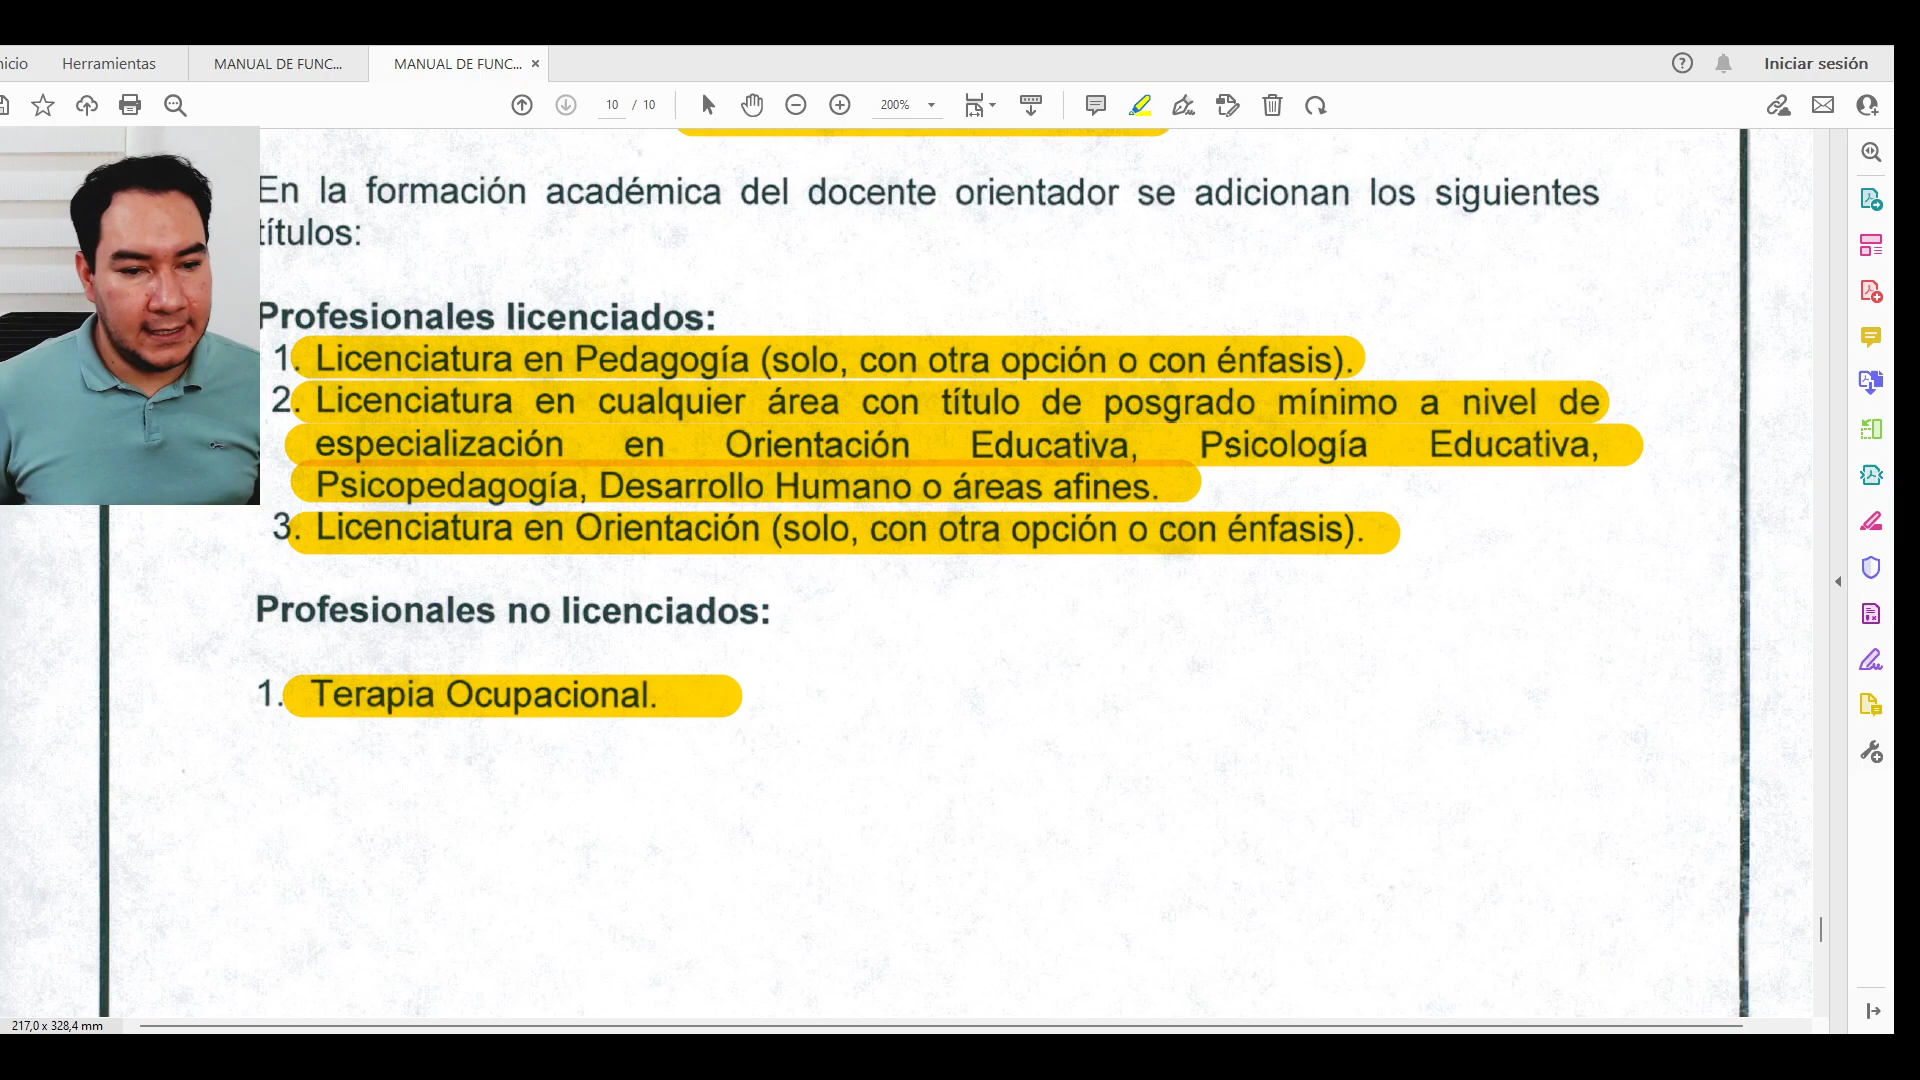 nicio
Herramientas
MANUAL DE FUNC...
MANUAL DE FUNC... ×
Iniciar sesión
10 / 10
200%
En la formación académica del docente orientador se adicionan los siguientes
títulos:
Profesionales licenciados:
1. Licenciatura en Pedagogía (solo, con otra opción o con énfasis).
2. Licenciatura en cualquier área con título de posgrado mínimo a nivel de
especialización en Orientación Educativa, Psicología Educativa,
Psicopedagogía, Desarrollo Humano o áreas afines.
3. Licenciatura en Orientación (solo, con otra opción o con énfasis).
Profesionales no licenciados:
1. Terapia Ocupacional.
217,0 x 328,4 mm